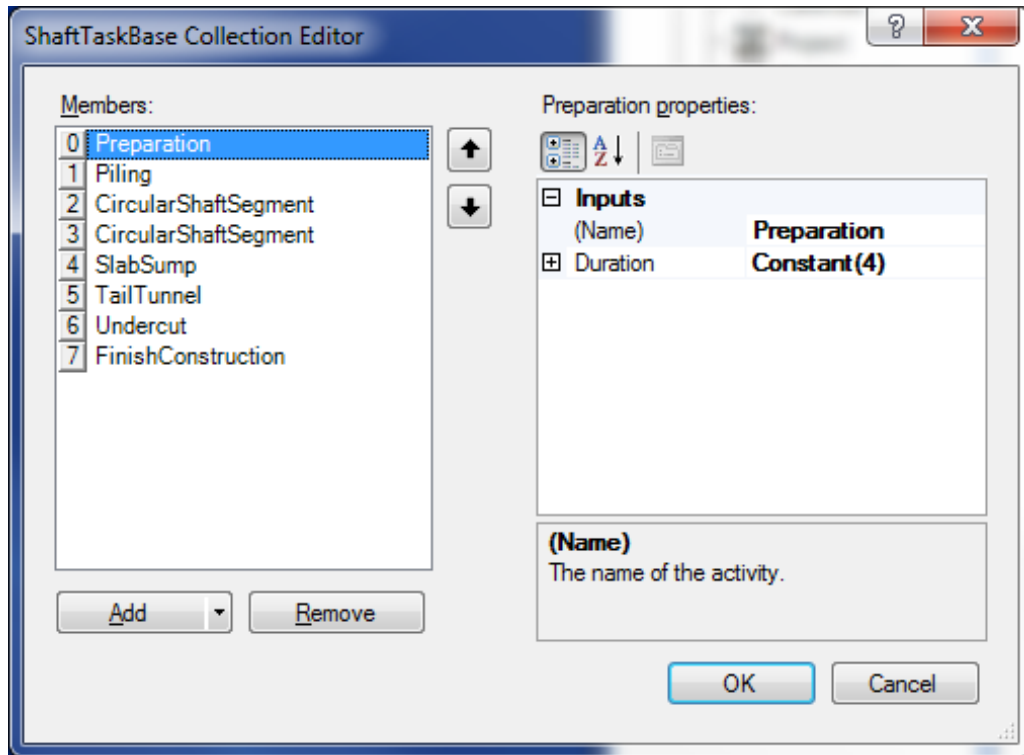 ShaftTaskBase Collection Editor
Project
Members:
0 Preparation
1 Piling
2 CircularShaftSegment
3 CircularShaftSegment
4 SlabSump
5 TailTunnel
6 Undercut
7 FinishConstruction
Add
Remove
Preparation properties:
Inputs
(Name) Preparation
Duration Constant(4)
(Name)
The name of the activity.
OK
Cancel